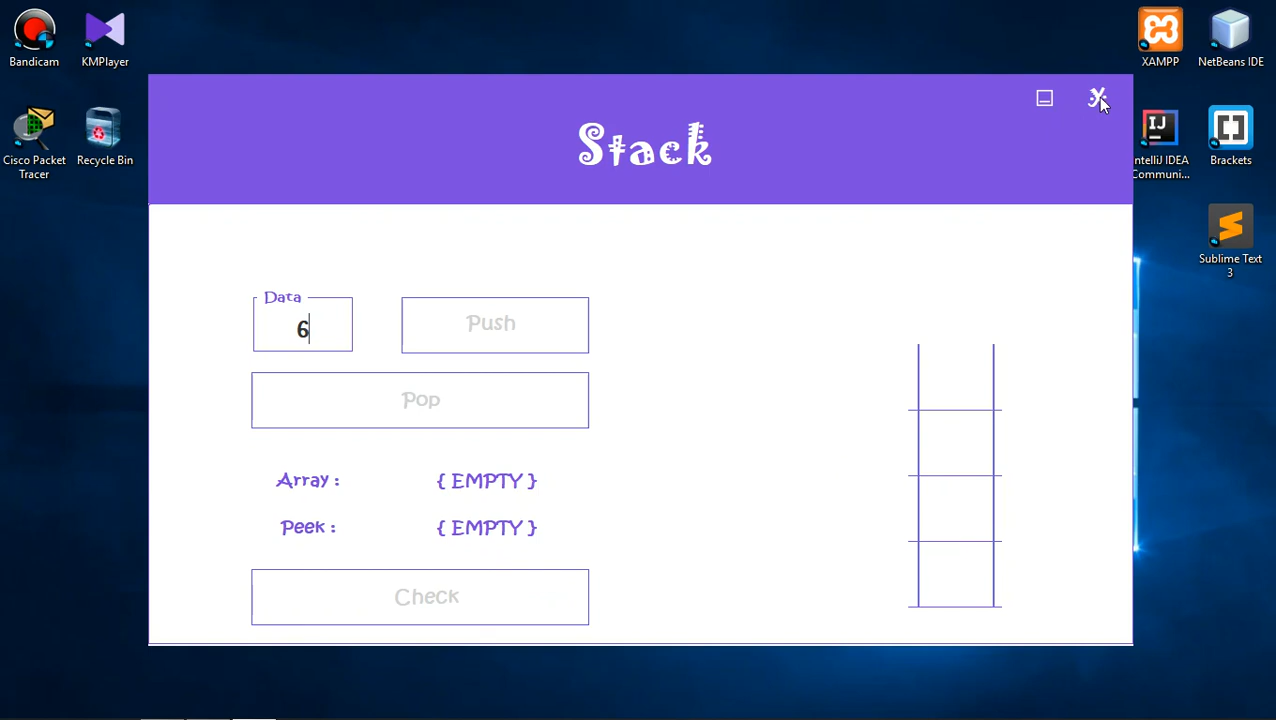 Bandicam
KMPlayer
Cisco Packet
Tracer
Recycle Bin
XAMPP
NetBeans IDE
IJ
IntelliJ IDEA
Communi...
Brackets
Sublime Text
3
Stack
Data
6
Push
Pop
Array :
{ EMPTY }
Peek :
{ EMPTY }
Check